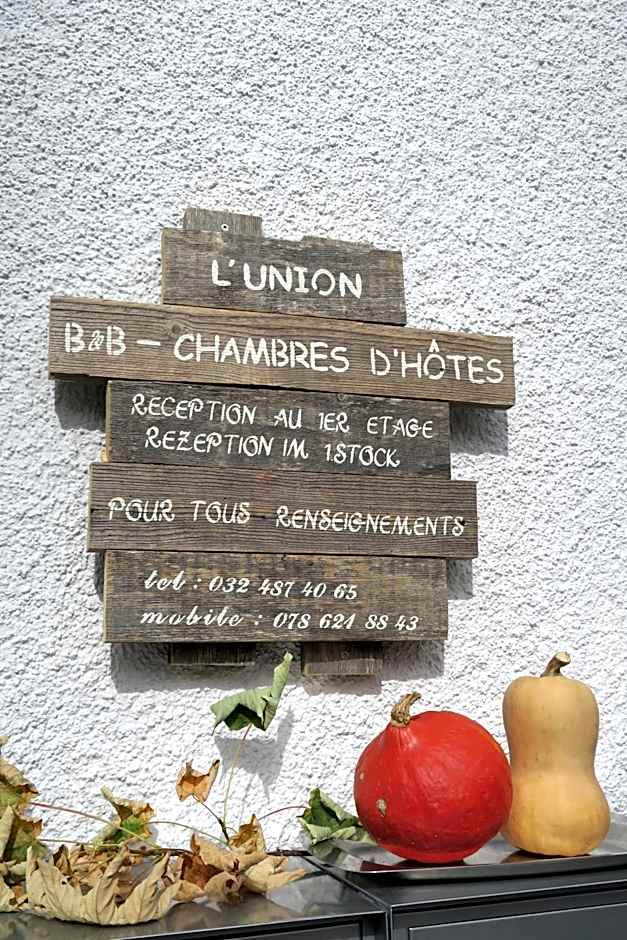 L'UNION
B&B - CHAMBRES D'HÔTES
RECEPTION AU 1ER ETAGE
REZEPTION IM 1.STOCK
POUR TOUS RENSEIGNEMENTS
tel : 032 487 40 65
mobile : 078 621 88 43